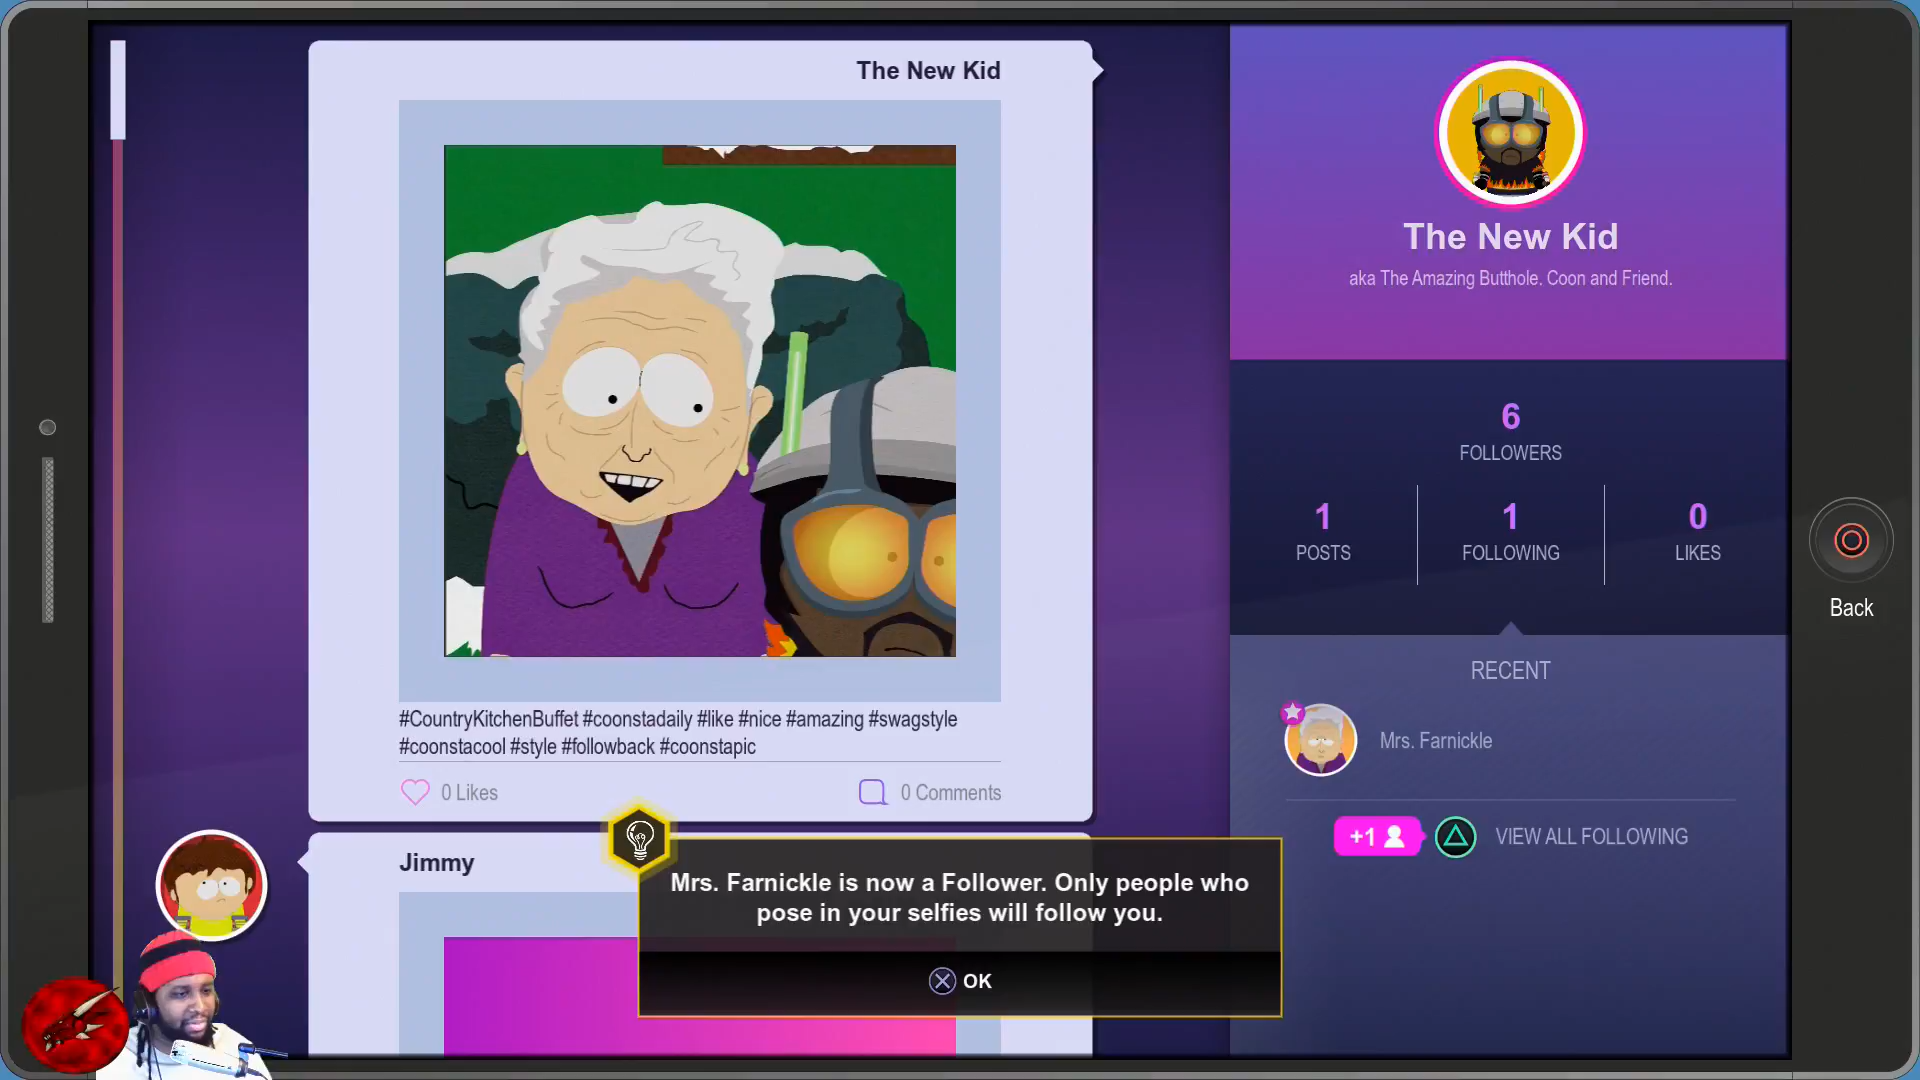 The New Kid
#CountryKitchenBuffet #coonstadaily #like #nice #amazing #swagstyle
#coonstacool #style #followback #coonstapic
0 Likes
0 Comments
Jimmy
Mrs. Farnickle is now a Follower. Only people who
pose in your selfies will follow you.
OK
The New Kid
aka The Amazing Butthole. Coon and Friend.
6
FOLLOWERS
1
POSTS
1
FOLLOWING
0
LIKES
RECENT
Mrs. Farnickle
+1
VIEW ALL FOLLOWING
Back